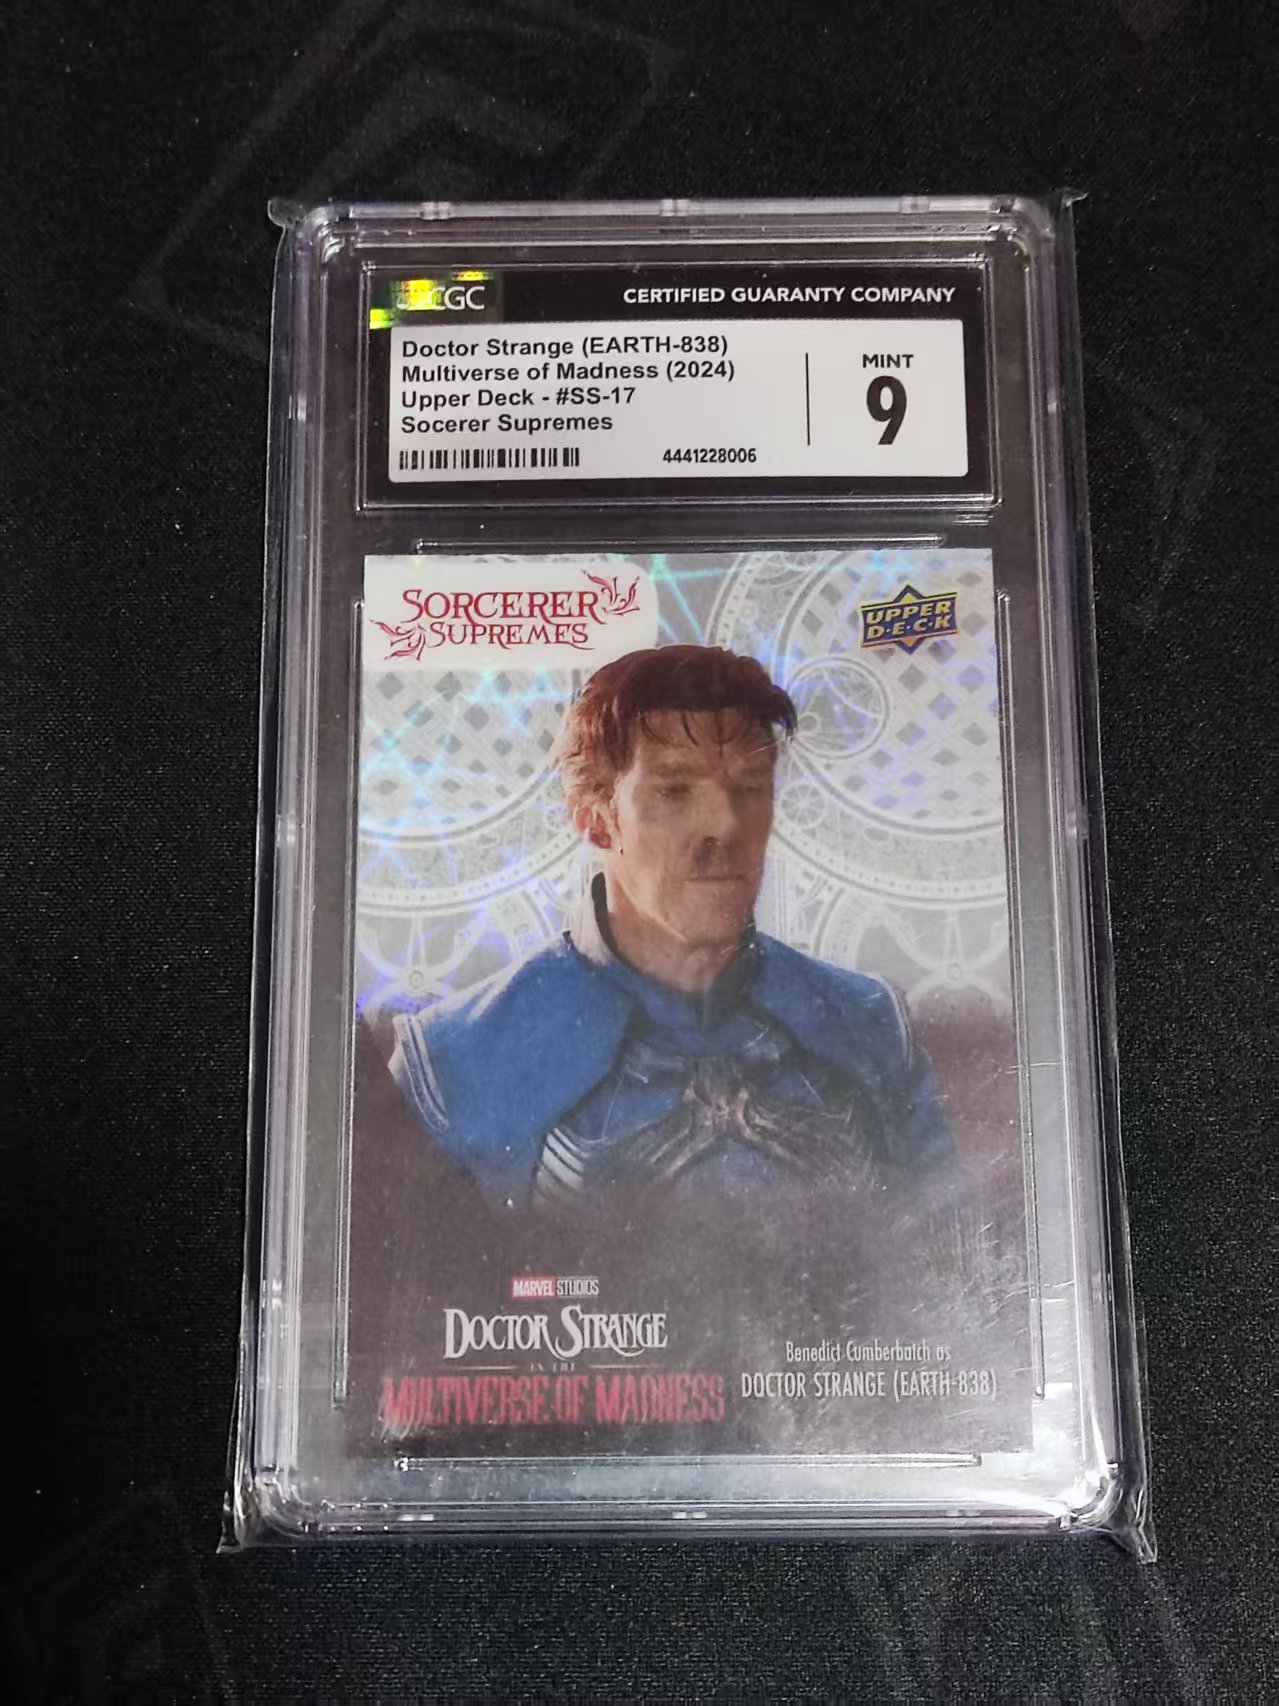 CGC
CERTIFIED GUARANTY COMPANY
Doctor Strange (EARTH-838)
Multiverse of Madness (2024)
Upper Deck - #SS-17
Socerer Supremes
4441228006
MINT
9
SORCERER
SUPREMES
UPPER
D·E·C·K
MARVEL STUDIOS
DOCTOR STRANGE
IN THE
MULTIVERSE OF MADNESS
Benedict Cumberbatch as
DOCTOR STRANGE (EARTH-838)